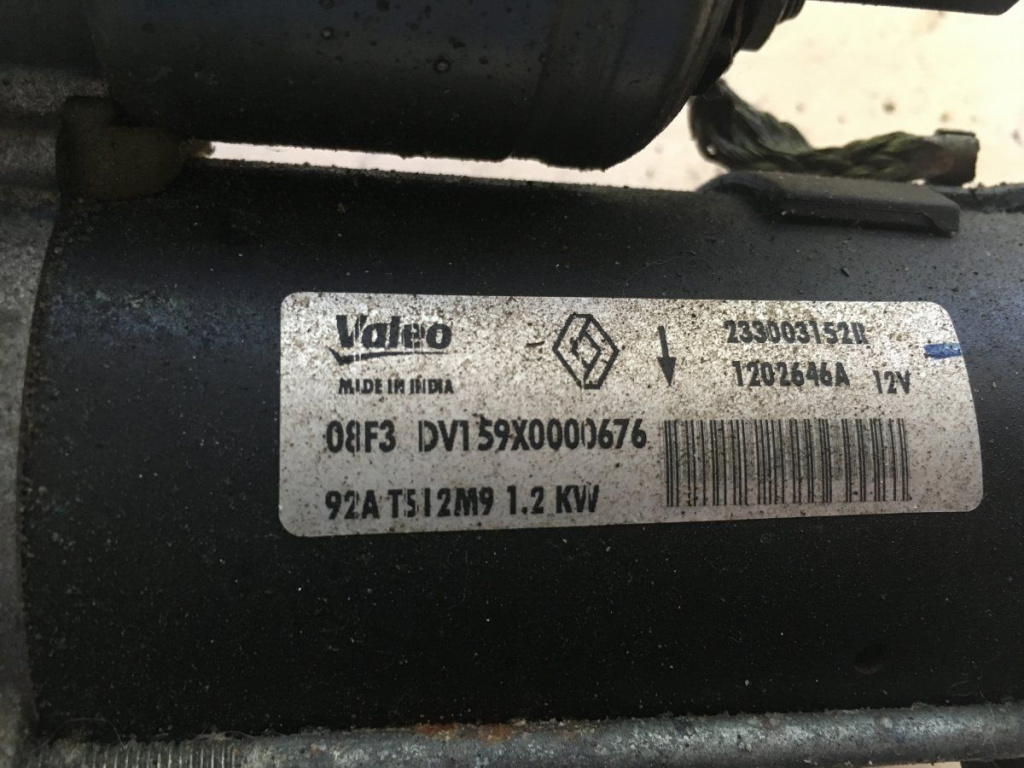 Valeo
MADE IN INDIA
233003152R
1202646A 12V
08F3 DV159X0000676
92A TS12M9 1.2 KW